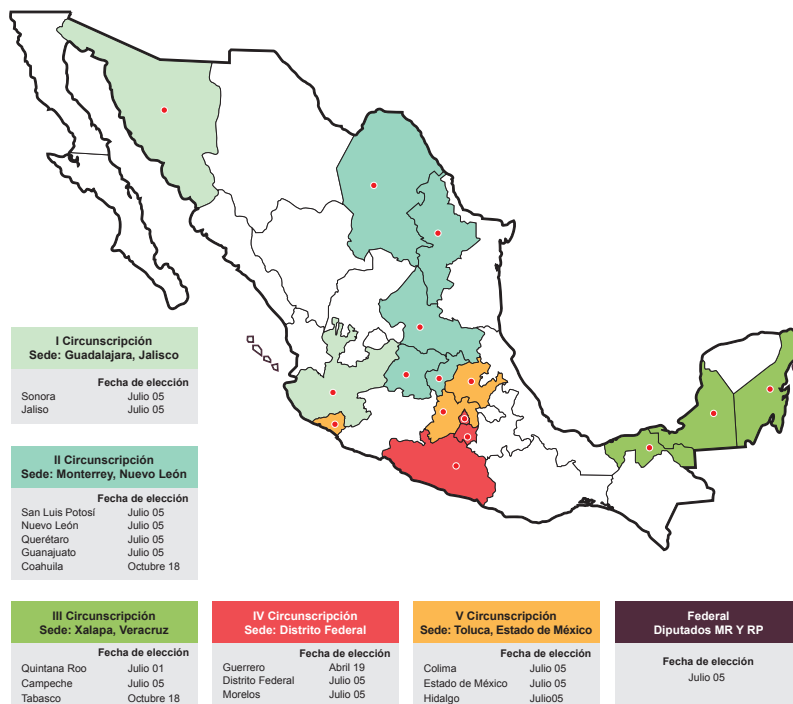 I Circunscripción
Sede: Guadalajara, Jalisco
Fecha de elección
Sonora Julio 05
Jaliso Julio 05
II Circunscripción
Sede: Monterrey, Nuevo León
Fecha de elección
San Luis Potosí Julio 05
Nuevo León Julio 05
Querétaro Julio 05
Guanajuato Julio 05
Coahuila Octubre 18
III Circunscripción
Sede: Xalapa, Veracruz
Fecha de elección
Quintana Roo Julio 01
Campeche Julio 05
Tabasco Octubre 18
IV Circunscripción
Sede: Distrito Federal
Fecha de elección
Guerrero Abril 19
Distrito Federal Julio 05
Morelos Julio 05
V Circunscripción
Sede: Toluca, Estado de México
Fecha de elección
Colima Julio 05
Estado de México Julio 05
Hidalgo Julio05
Federal
Diputados MR Y RP
Fecha de elección
Julio 05